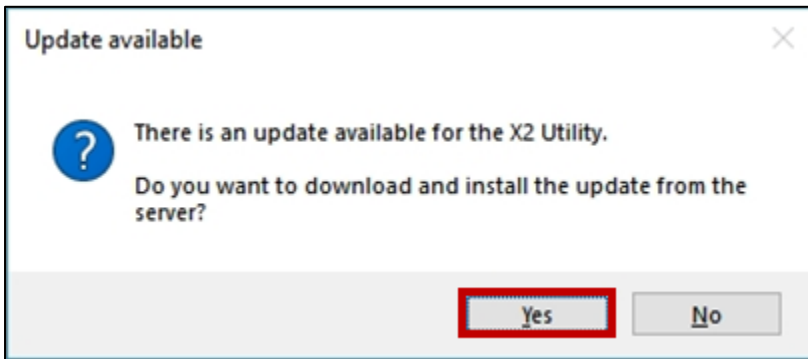 Update available
There is an update available for the X2 Utility.
Do you want to download and install the update from the
server?
Yes
No